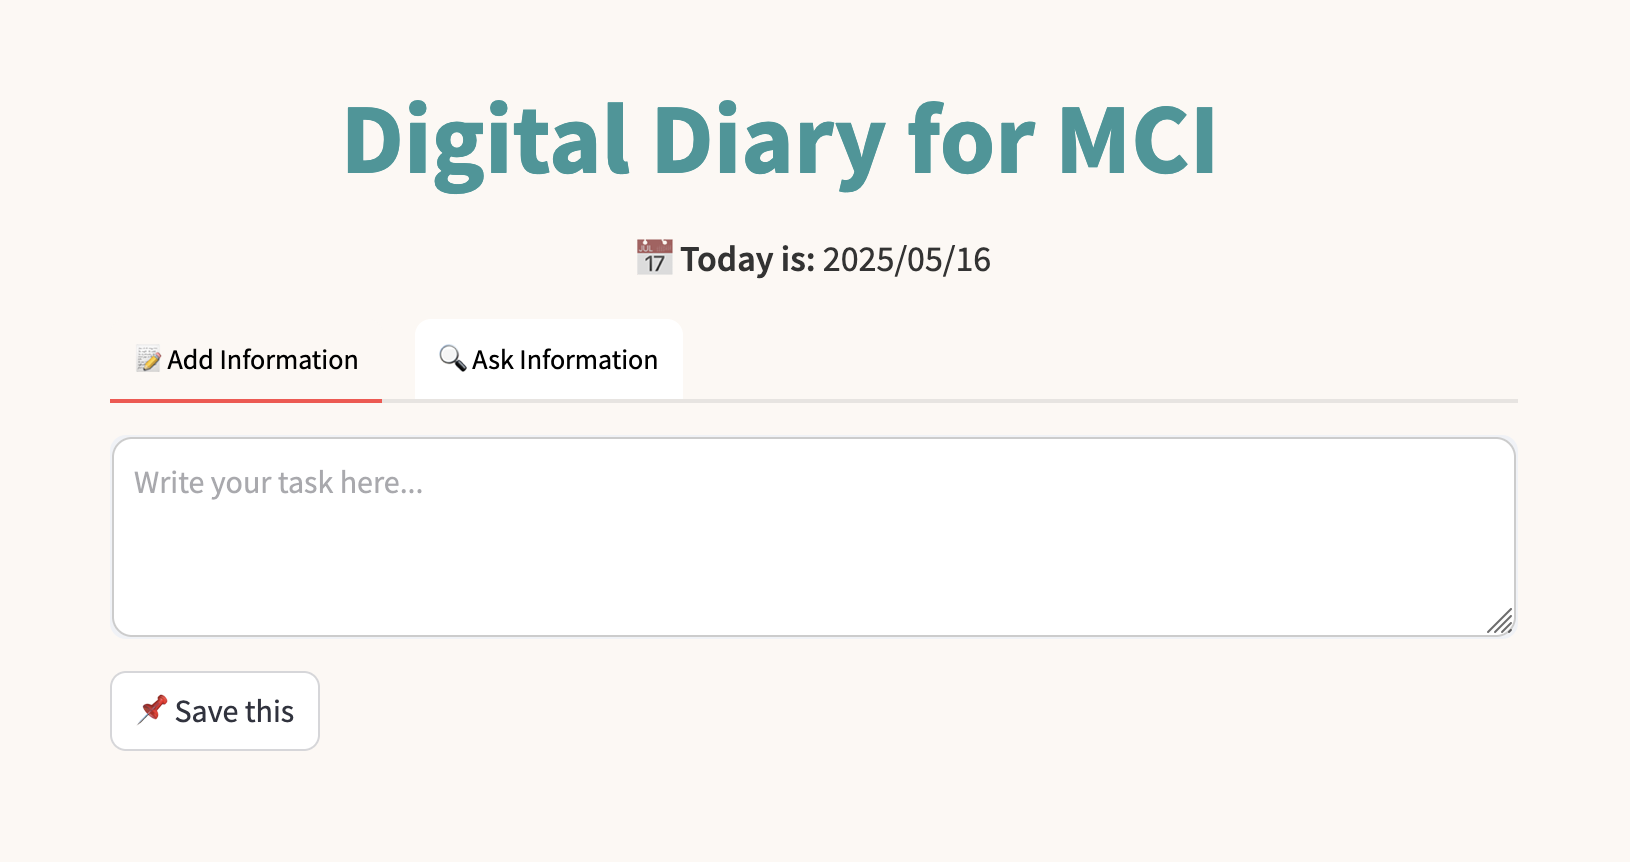 Digital Diary for MCI
📅 Today is: 2025/05/16
📝 Add Information
🔍 Ask Information
Write your task here...
📌 Save this